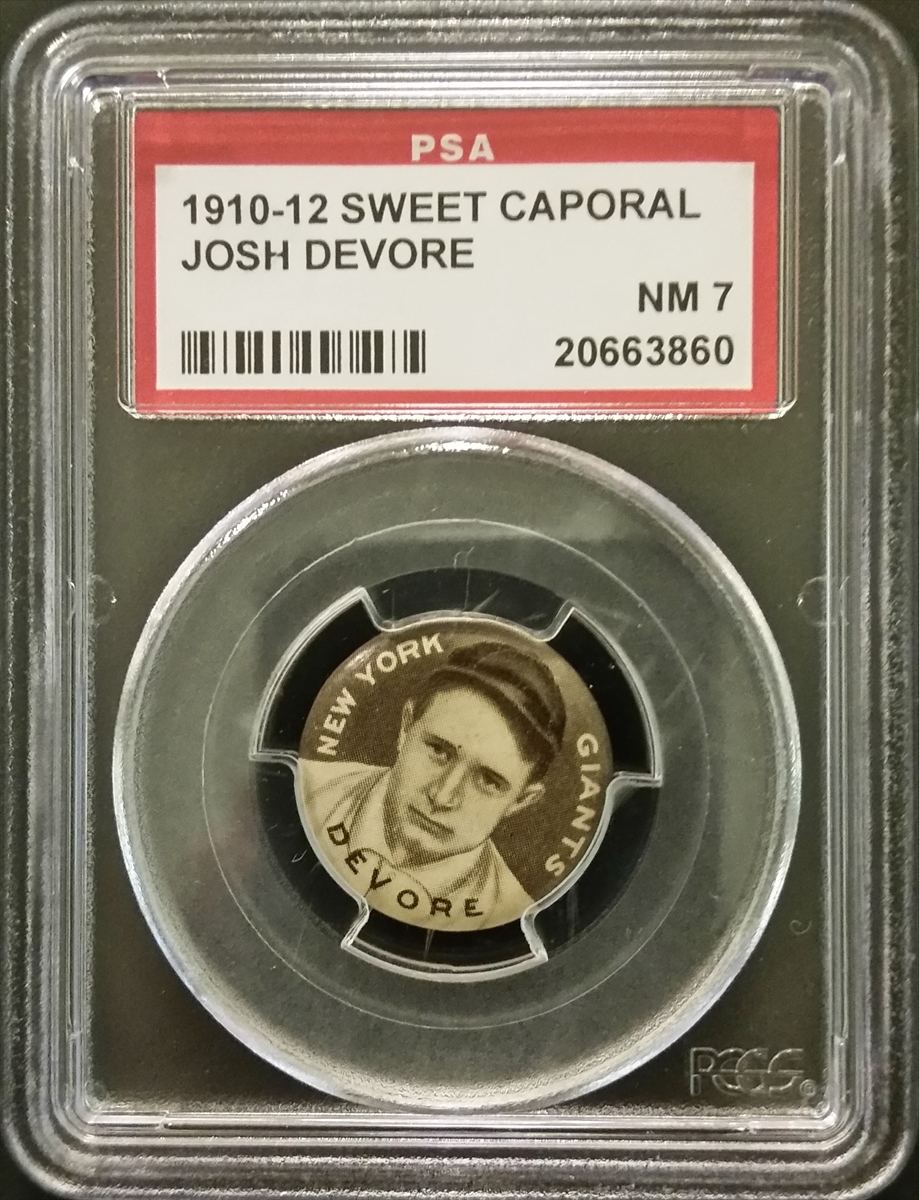 PSA
1910-12 SWEET CAPORAL
JOSH DEVORE
NM 7
20663860
NEW YORK
GIANTS
DEVORE
PCGS